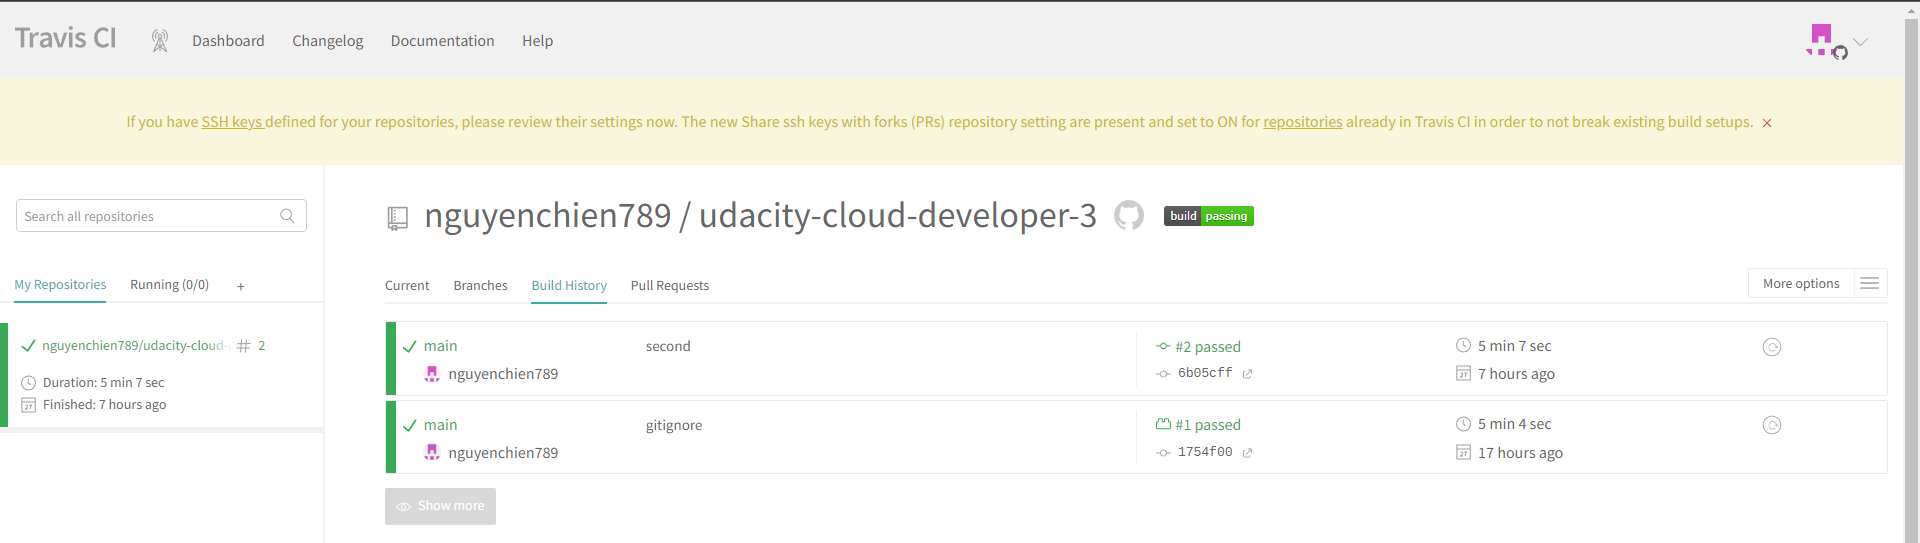 Travis CI
Dashboard
Changelog
Documentation
Help
If you have SSH keys defined for your repositories, please review their settings now. The new Share ssh keys with forks (PRs) repository setting are present and set to ON for repositories already in Travis CI in order to not break existing build setups.
Search all repositories
My Repositories
Running (0/0)
+
nguyenchien789/udacity-cloud-
# 2
Duration: 5 min 7 sec
27
Finished: 7 hours ago
nguyenchien789 / udacity-cloud-developer-3
build passing
Current
Branches
Build History
Pull Requests
More options
main
second
#2 passed
5 min 7 sec
nguyenchien789
6b05cff
27
7 hours ago
main
gitignore
#1 passed
5 min 4 sec
nguyenchien789
1754f00
27
17 hours ago
Show more